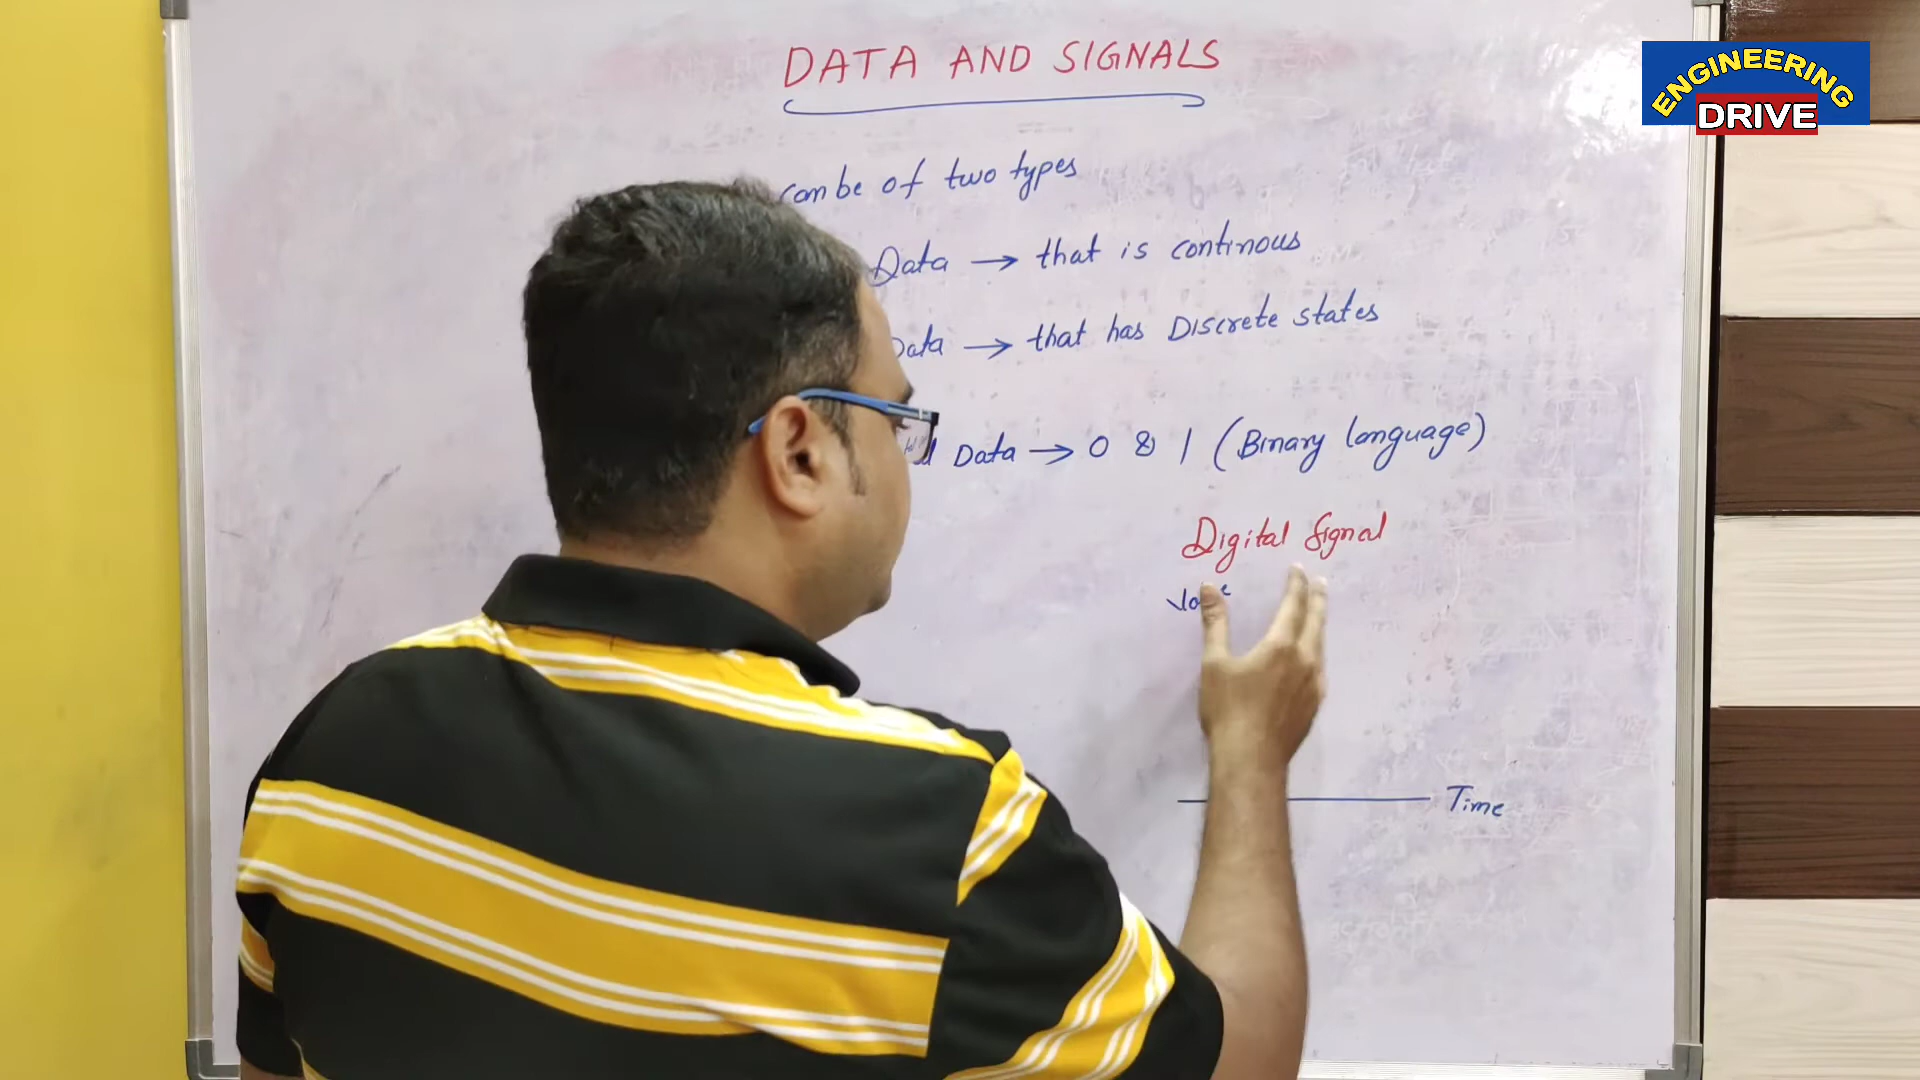 DATA AND SIGNALS
can be of two types
Data → that is continous
Data → that has Discrete states
Data → 0 & 1 (Binary language)
Digital Signal
Time
ENGINEERING
DRIVE